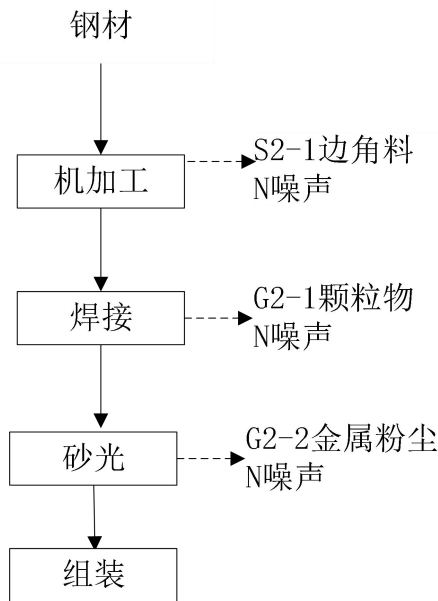 钢材
机加工
S2-1边角料
N噪声
焊接
G2-1颗粒物
N噪声
砂光
G2-2金属粉尘
N噪声
组装